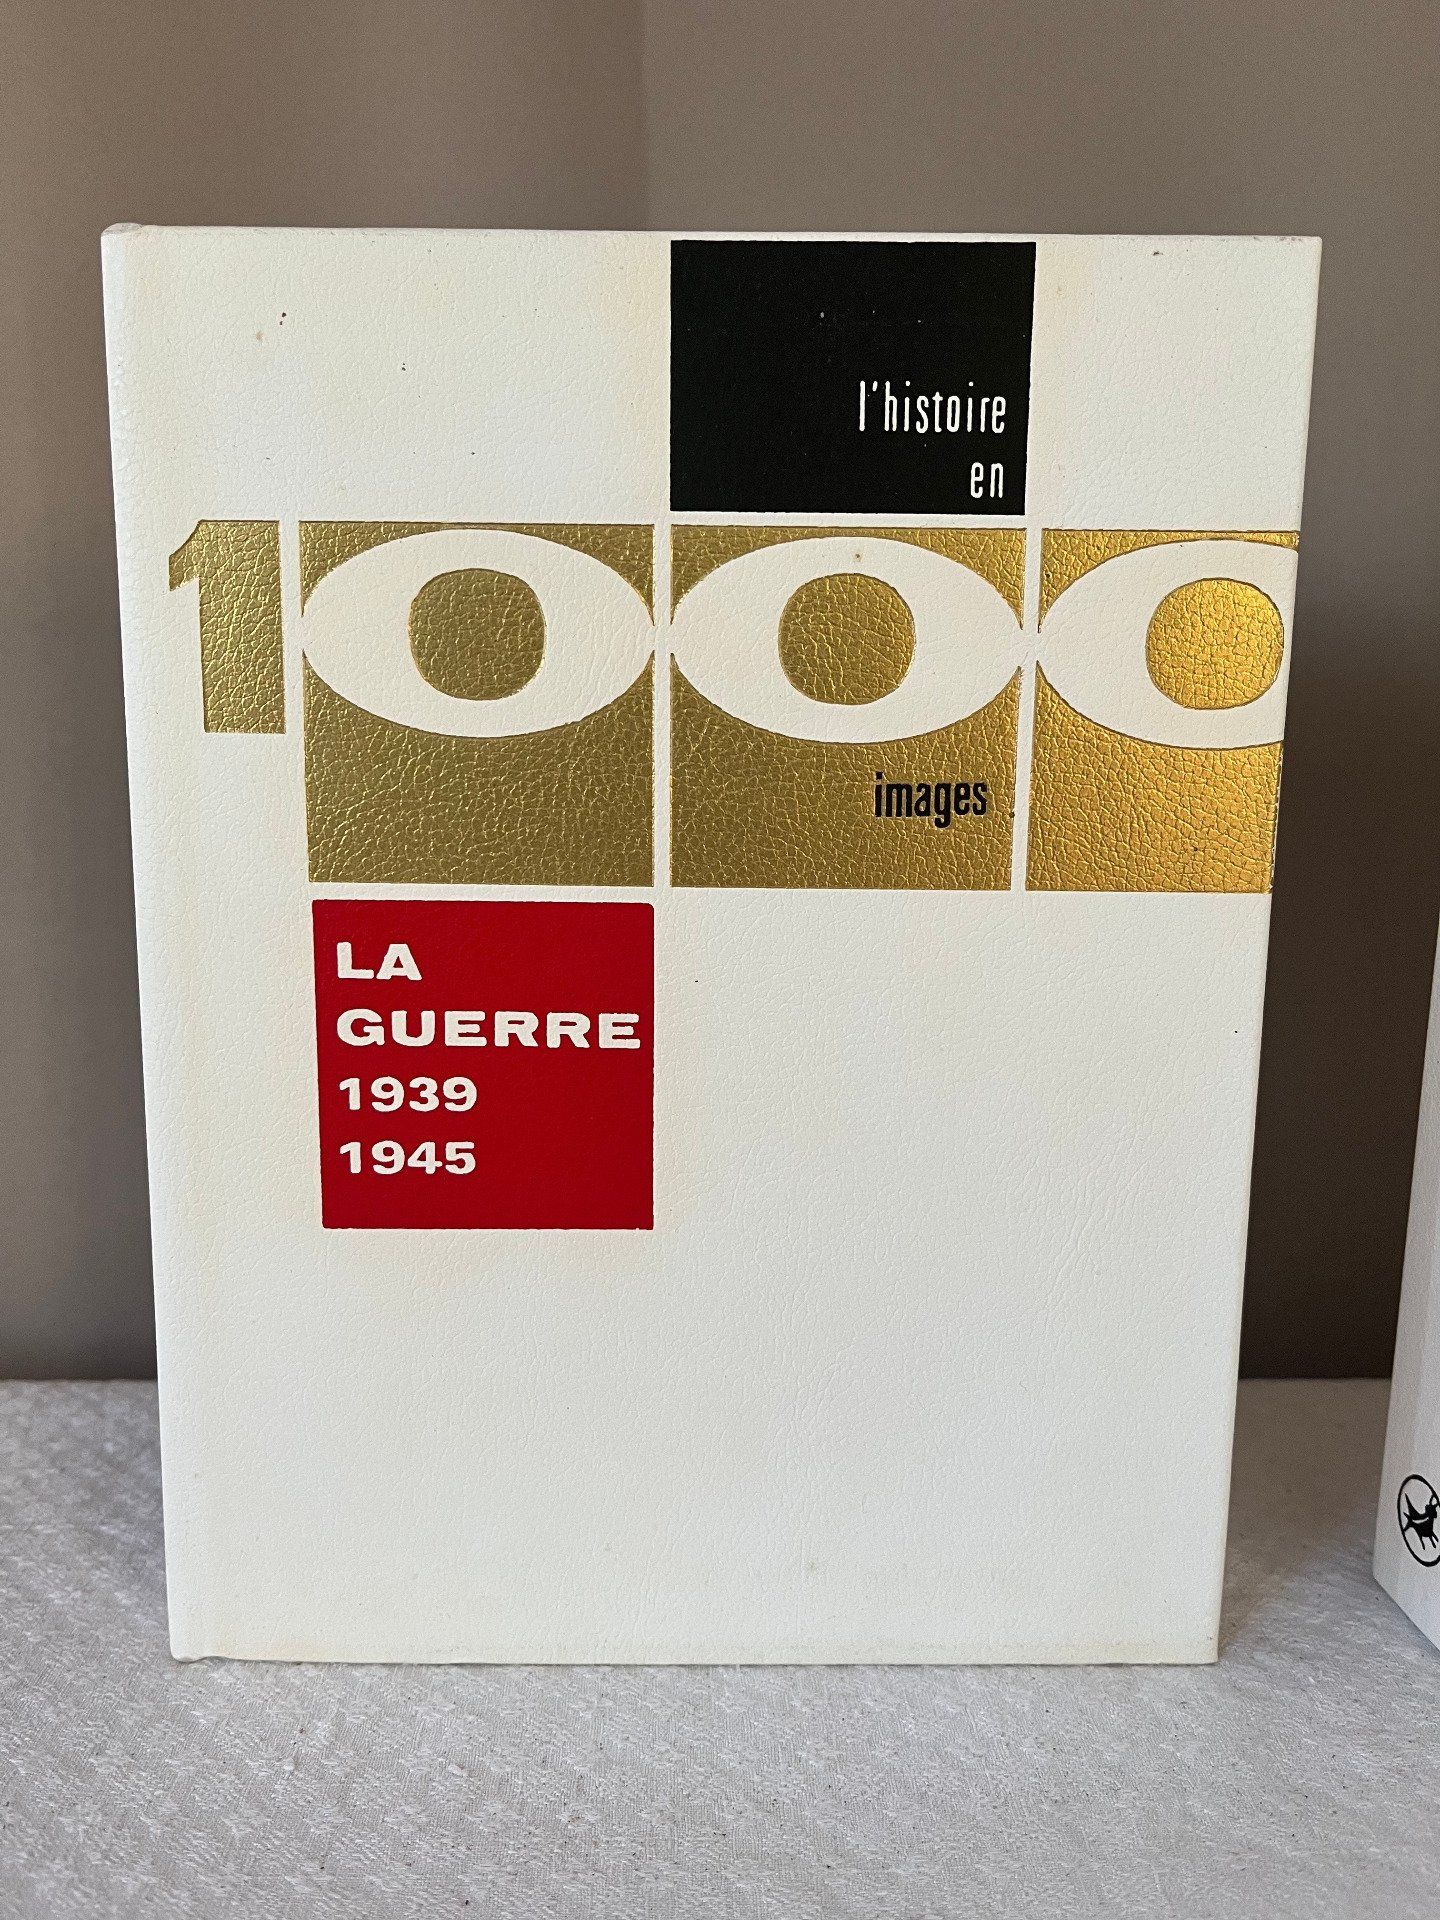 l'histoire
en
1000
images
LA
GUERRE
1939
1945